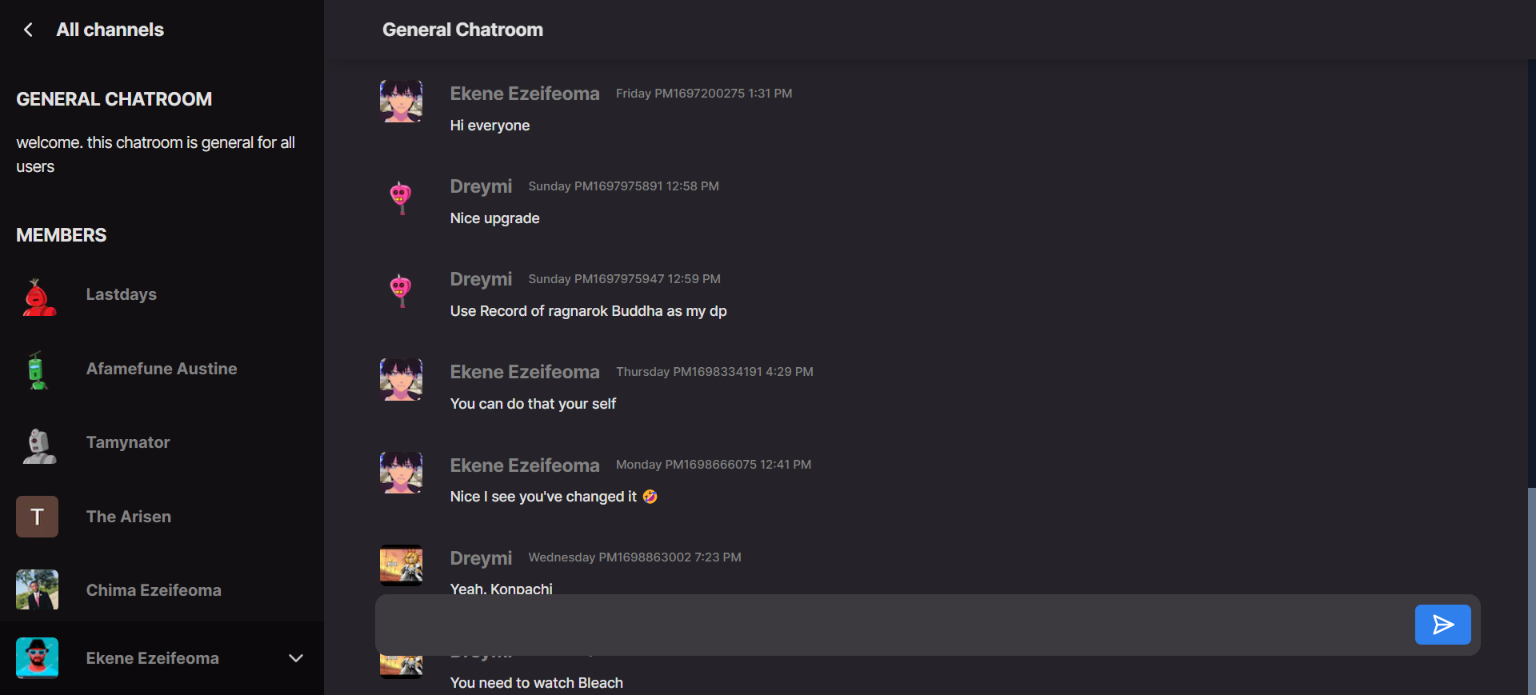 All channels
GENERAL CHATROOM
welcome. this chatroom is general for all
users
MEMBERS
Lastdays
Afamefune Austine
Tamynator
T
The Arisen
Chima Ezeifeoma
Ekene Ezeifeoma
General Chatroom
Ekene Ezeifeoma Friday PM1697200275 1:31 PM
Hi everyone
Dreymi Sunday PM1697975891 12:58 PM
Nice upgrade
Dreymi Sunday PM1697975947 12:59 PM
Use Record of ragnarok Buddha as my dp
Ekene Ezeifeoma Thursday PM1698334191 4:29 PM
You can do that your self
Ekene Ezeifeoma Monday PM1698666075 12:41 PM
Nice I see you've changed it 🤣
Dreymi Wednesday PM1698863002 7:23 PM
Yeah. Konpachi
Dreymi
You need to watch Bleach